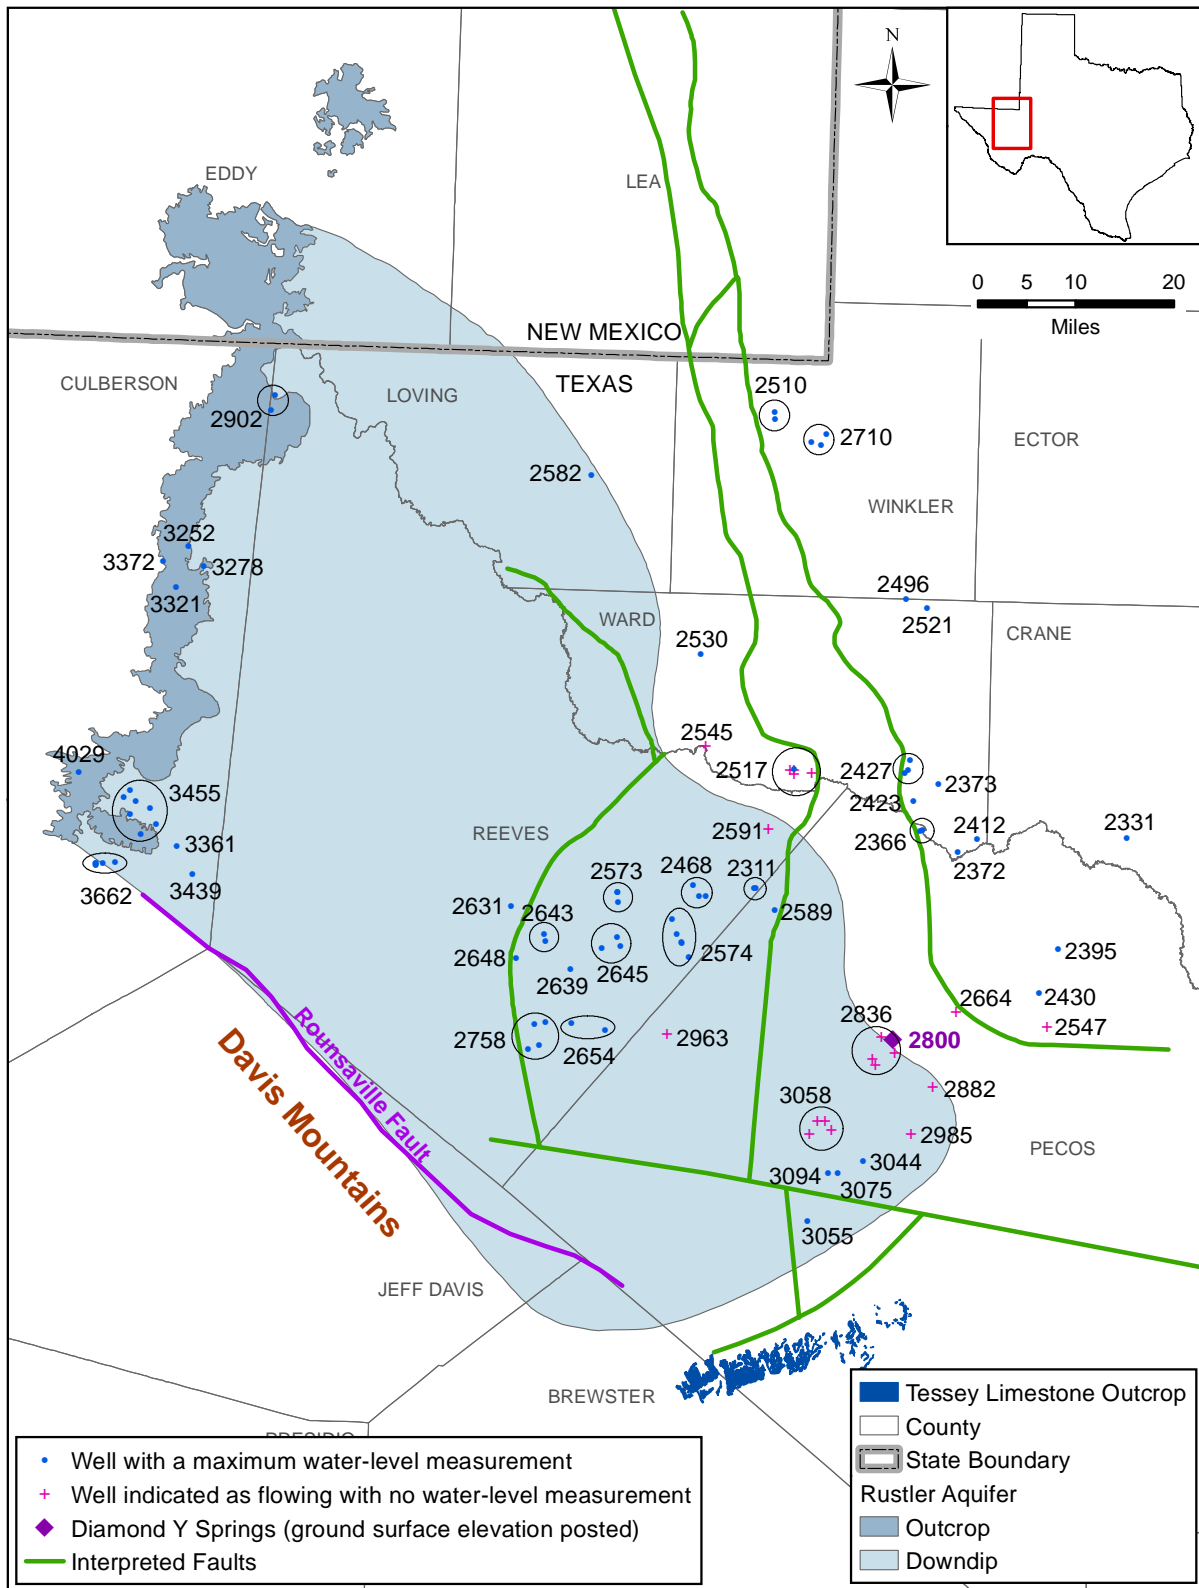 N
EDDY
LEA
0 5 10 20
Miles
NEW MEXICO
TEXAS
CULBERSON
LOVING
2510
2902
2710
ECTOR
2582
WINKLER
3252
3372
3278
3321
2496
2521
WARD
CRANE
2530
2545
4029
2517
2427
2373
3455
2423
REEVES
2591
2366
2412
2331
3361
2372
3662
3439
2573
2468
2311
2631
2643
2589
2648
2645
2574
2395
2639
2430
2664
2836
2547
2758
2654
2963
2800
Rounsaville Fault
Davis Mountains
2882
3058
2985
PECOS
3044
3094
3075
3055
JEFF DAVIS
BREWSTER
PRESIDIO
Well with a maximum water-level measurement
Well indicated as flowing with no water-level measurement
Diamond Y Springs (ground surface elevation posted)
Interpreted Faults
Tessey Limestone Outcrop
County
State Boundary
Rustler Aquifer
Outcrop
Downdip